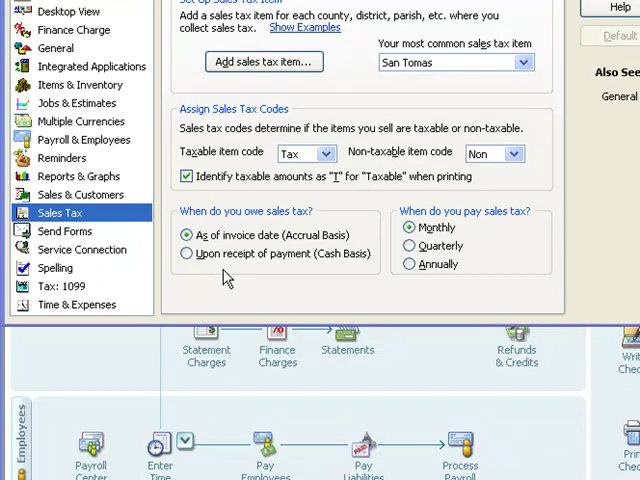 Desktop View
Finance Charge
General
Integrated Applications
Items & Inventory
Jobs & Estimates
Multiple Currencies
Payroll & Employees
Reminders
Reports & Graphs
Sales & Customers
Sales Tax
Send Forms
Service Connection
Spelling
Tax: 1099
Time & Expenses
Set Up Sales Tax Item
Add a sales tax item for each county, district, parish, etc. where you
collect sales tax. Show Examples
Your most common sales tax item
Add sales tax item...
San Tomas
Assign Sales Tax Codes
Sales tax codes determine if the items you sell are taxable or non-taxable.
Taxable item code Tax Non-taxable item code Non
Identify taxable amounts as "T" for "Taxable" when printing
When do you owe sales tax?
As of invoice date (Accrual Basis)
Upon receipt of payment (Cash Basis)
When do you pay sales tax?
Monthly
Quarterly
Annually
Help
Default
Also See
General
Statement
Charges
Finance
Charges
Statements
Refunds
& Credits
Employees
Payroll
Center
Enter
Time
Pay
Employees
Pay
Liabilities
Process
Payroll